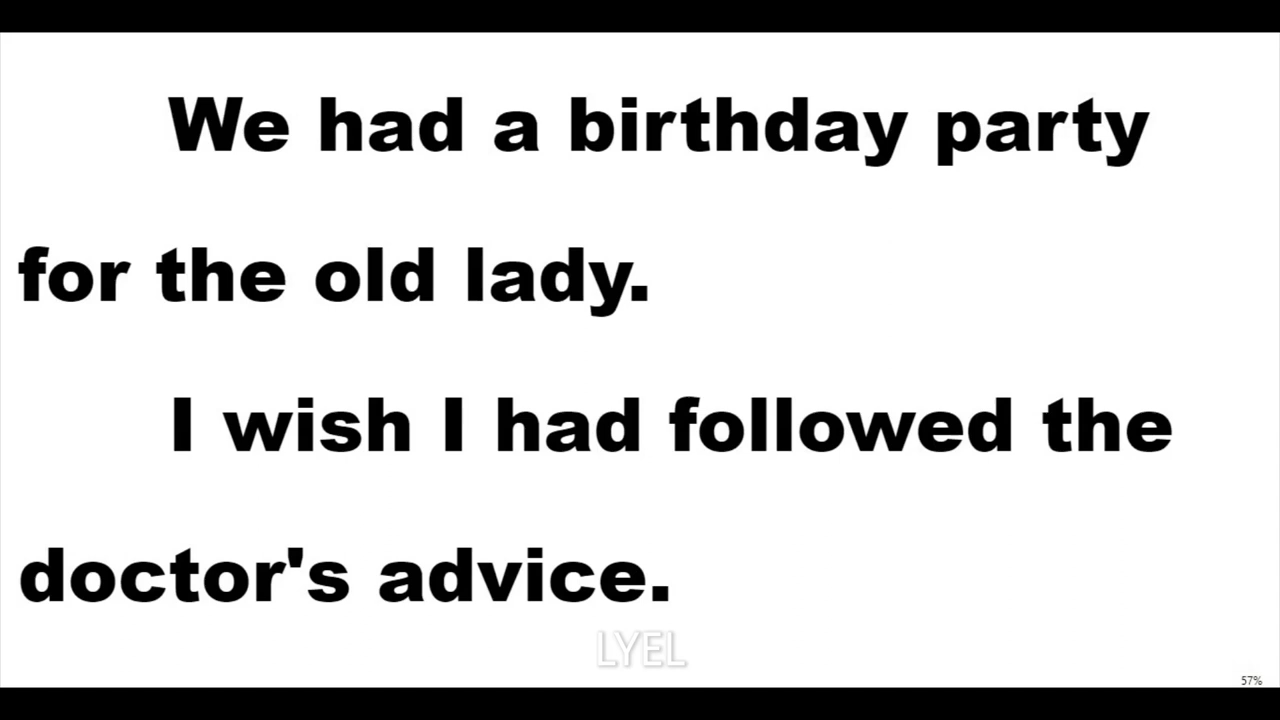 We had a birthday party
for the old lady.
I wish I had followed the
doctor's advice.
LYEL
57%